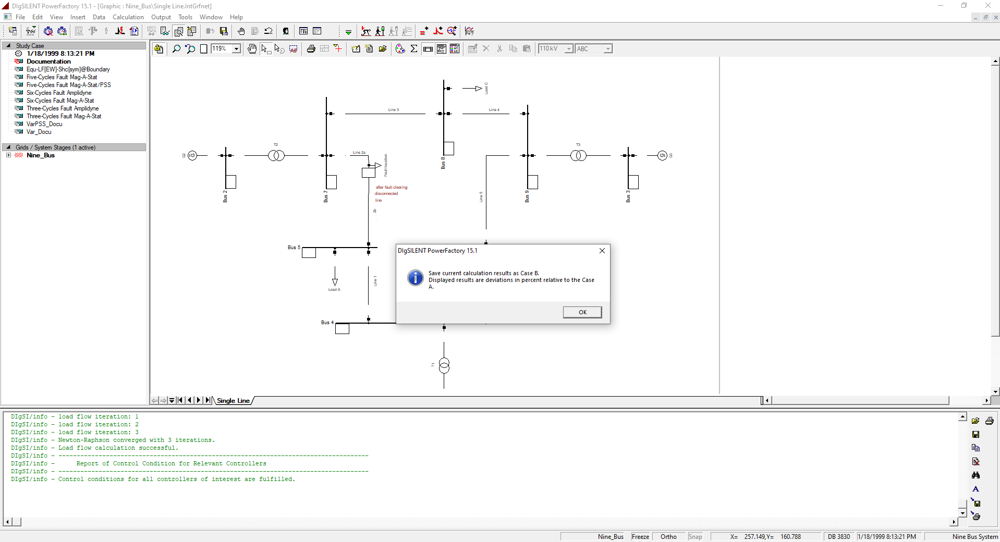 DIgSILENT PowerFactory 15.1 - [Graphic : Nine_Bus\Single Line.IntGrfnet]
File Edit View Insert Data Calculation Output Tools Window Help
119%
110 kV
ABC
Study Case
1/18/1999 8:13:21 PM
Documentation
Equ-LF[EW]-Shc[sym]@Boundary
Five-Cycles Fault Mag-A-Stat
Five-Cycles Fault Mag-A-Stat/PSS
Six-Cycles Fault Amplidyne
Six-Cycles Fault Mag-A-Stat
Three-Cycles Fault Amplidyne
Three-Cycles Fault Mag-A-Stat
VarPSS_Docu
Var_Docu
Grids / System Stages (1 active)
Nine_Bus
Load C
Line 3
Line 4
T2
T3
G2
G
Line 2a
Fault location
Bus 8
G
G3
Bus 2
Bus 7
after fault clearing
disconnected
line
2b
Line 5
Bus 9
Bus 3
Bus 5
Line 1
Load A
Bus 4
T1
DIgSILENT PowerFactory 15.1
Save current calculation results as Case B.
Displayed results are deviations in percent relative to the Case
A.
OK
Single Line
DIgSI/info - load flow iteration: 1
DIgSI/info - load flow iteration: 2
DIgSI/info - load flow iteration: 3
DIgSI/info - Newton-Raphson converged with 3 iterations.
DIgSI/info - Load flow calculation successful.
DIgSI/info - -------------------------------------------------------------------------------------
DIgSI/info - Report of Control Condition for Relevant Controllers
DIgSI/info - -------------------------------------------------------------------------------------
DIgSI/info - Control conditions for all controllers of interest are fulfilled.
Nine_Bus Freeze Ortho Snap X= 257.149,Y= 160.788 DB 3830 1/18/1999 8:13:21 PM Nine Bus System